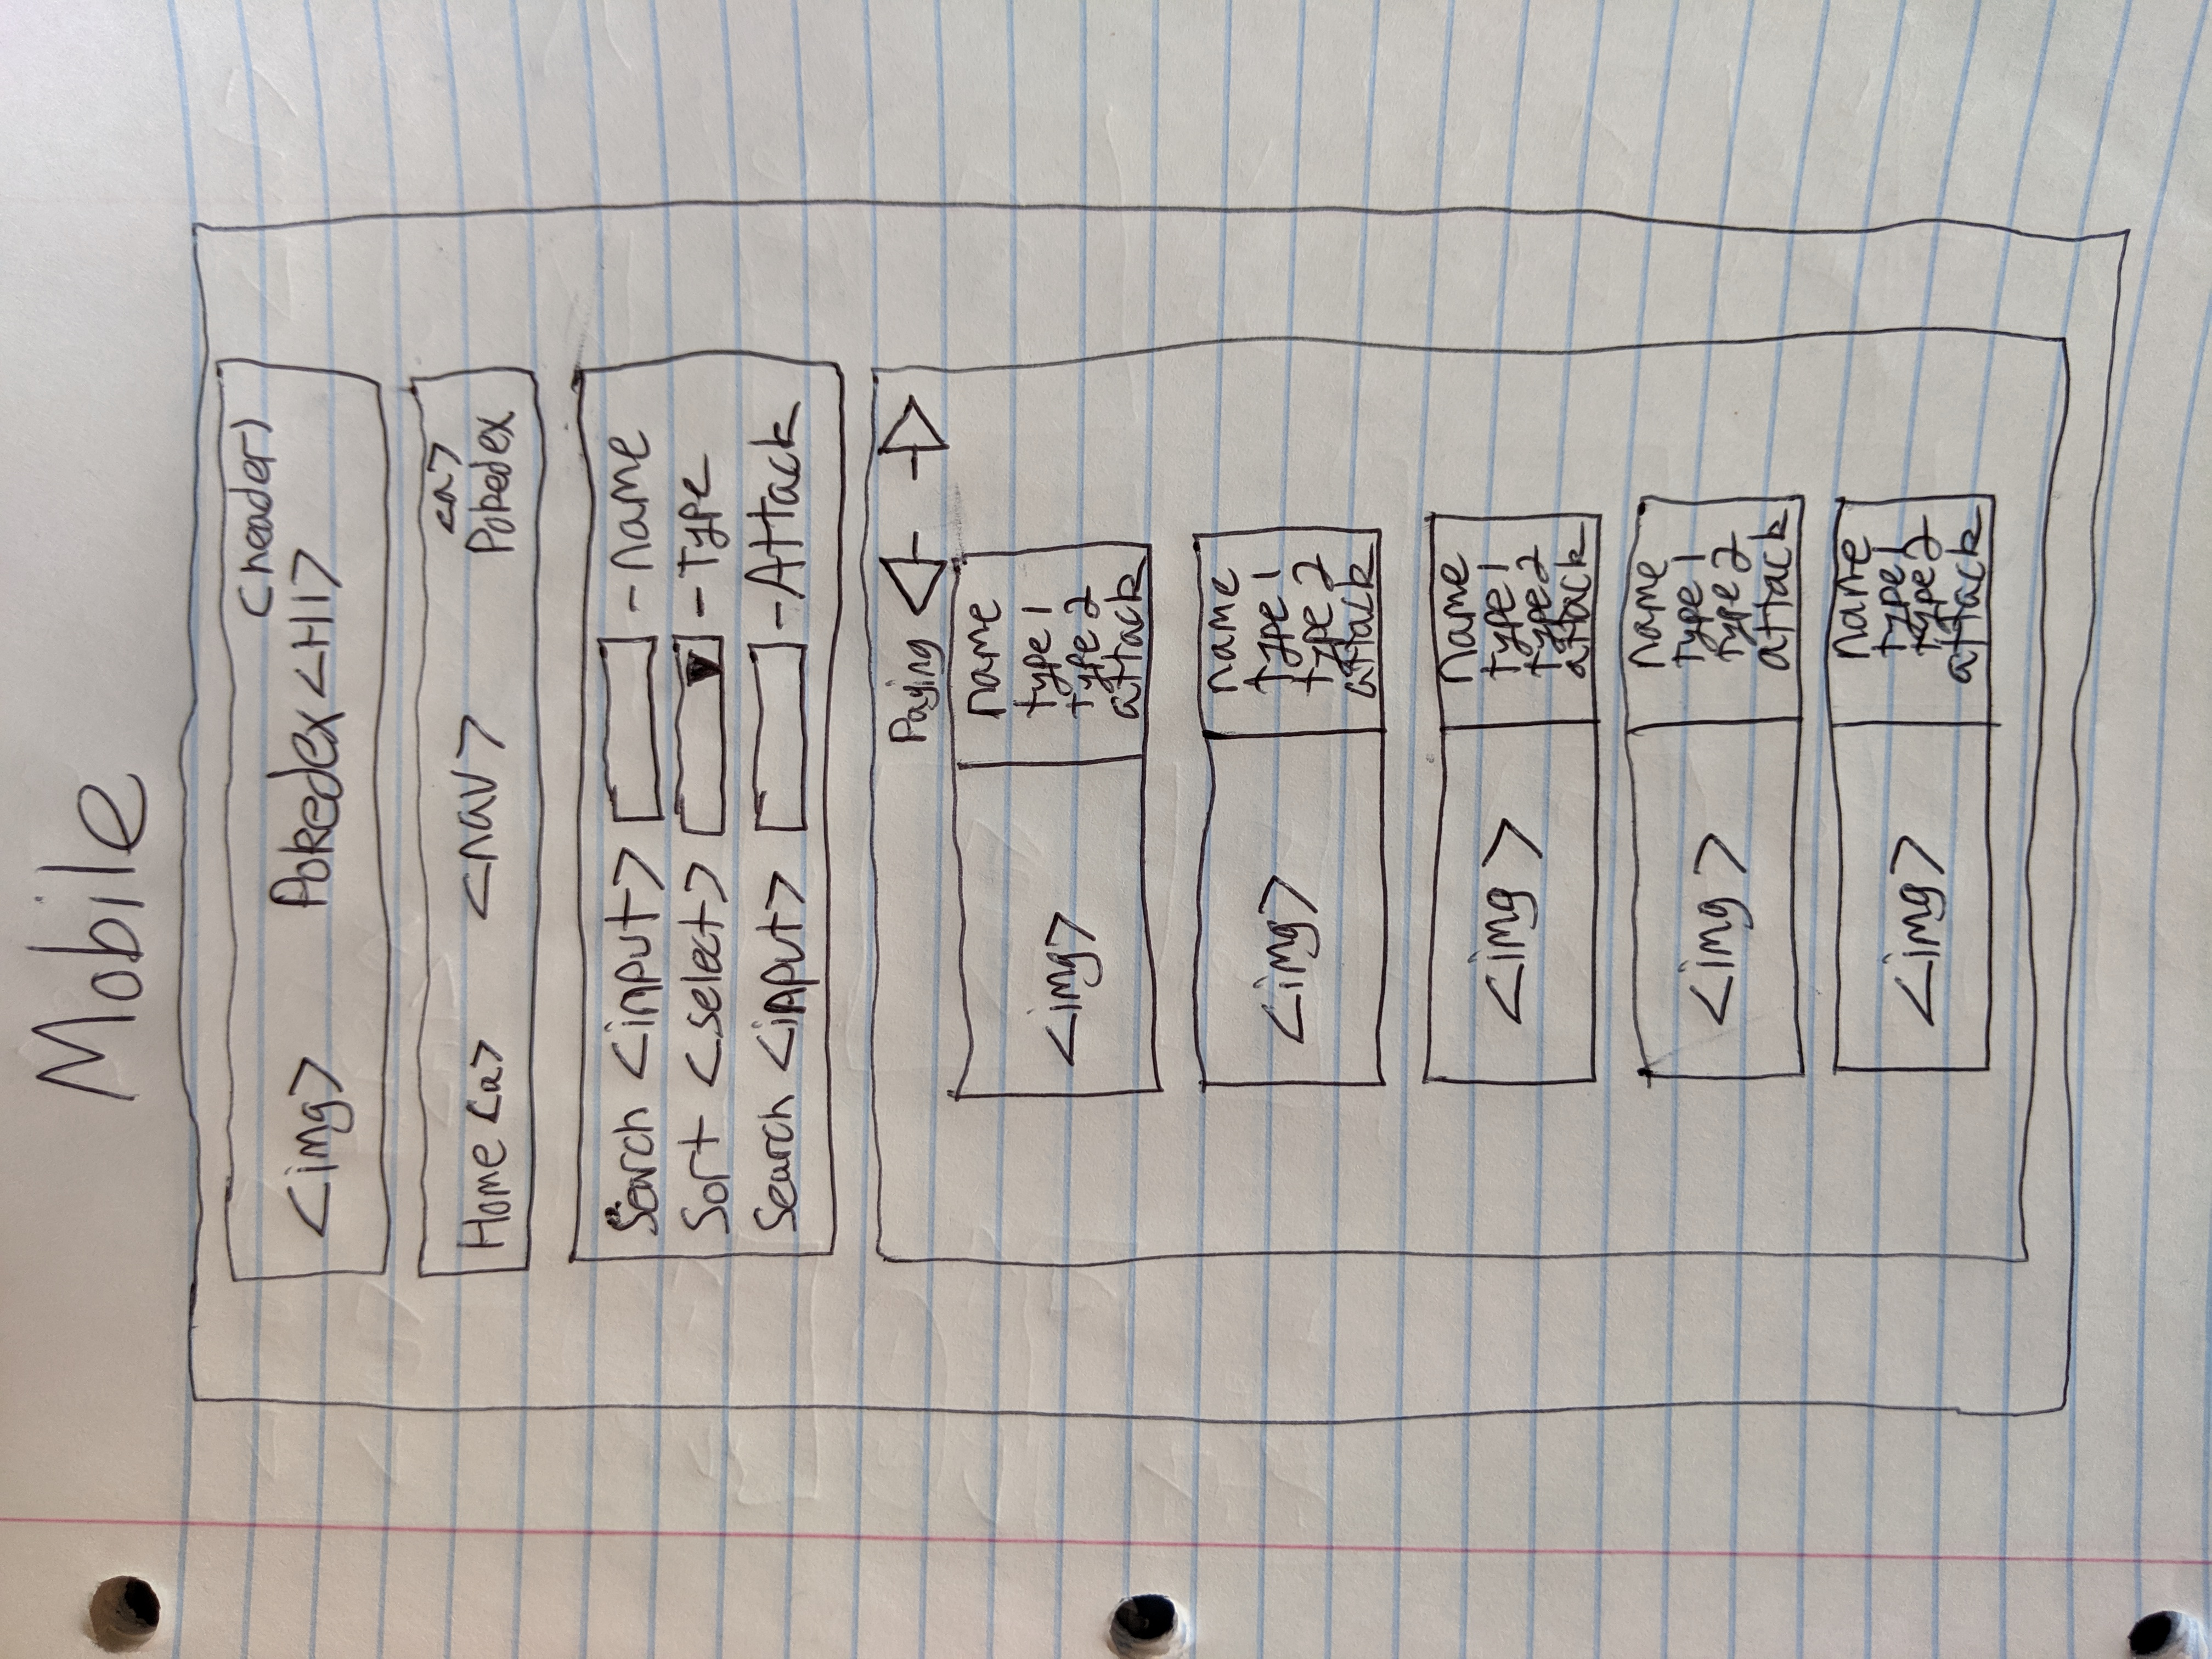 Mobile
(header)
<img> Pokedex <H1>
<a>
Home <a> <nav> Pokedex
Search <input> -name
Sort <select> -Type
Search <input> -Attack
Paging
name
type 1
<img>
type 2
attack
name
type 1
<img>
type 2
attack
name
type 1
<img>
type 2
attack
name
type 1
<img>
type 2
attack
name
type 1
<img>
type 2
attack